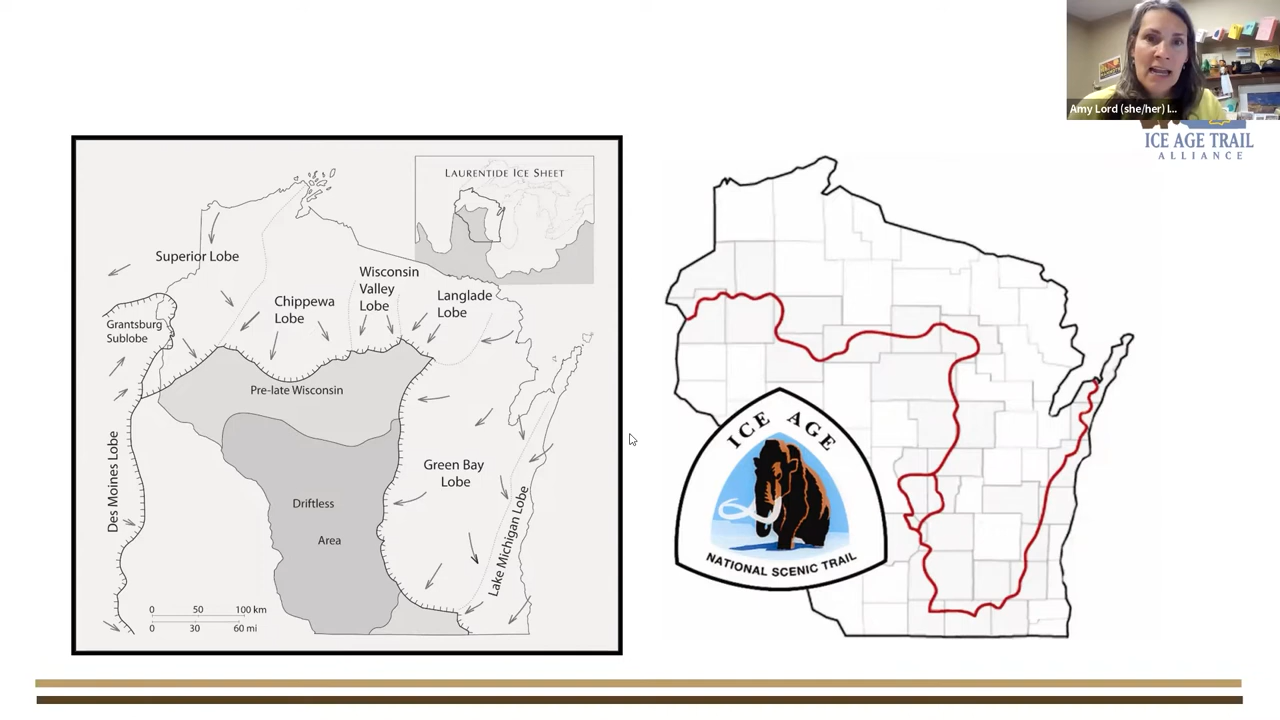 Amy Lord (she/her) I...
ICE AGE TRAIL
ALLIANCE
LAURENTIDE ICE SHEET
Superior Lobe
Wisconsin
Valley
Lobe
Chippewa
Lobe
Langlade
Lobe
Grantsburg
Sublobe
Pre-late Wisconsin
Des Moines Lobe
Green Bay
Lobe
Driftless
Area
Lake Michigan Lobe
0 50 100 km
0 30 60 mi
ICE AGE
NATIONAL SCENIC TRAIL